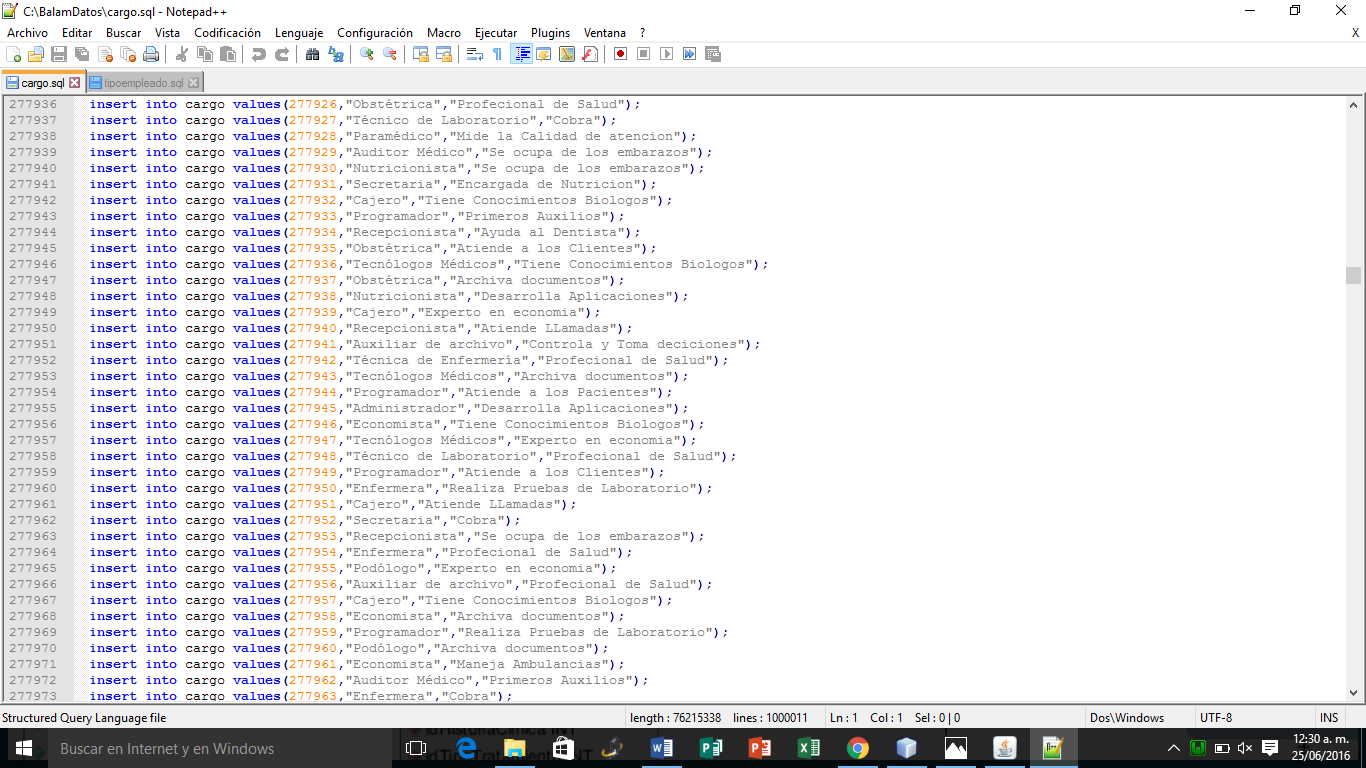 C:\BalamDatos\cargo.sql - Notepad++
Archivo Editar Buscar Vista Codificación Lenguaje Configuración Macro Ejecutar Plugins Ventana ? X
cargo.sql tipoempleado.sql
277936 insert into cargo values(277926,"Obstétrica","Profecional de Salud");
277937 insert into cargo values(277927,"Técnico de Laboratorio","Cobra");
277938 insert into cargo values(277928,"Paramédico","Mide la Calidad de atencion");
277939 insert into cargo values(277929,"Auditor Médico","Se ocupa de los embarazos");
277940 insert into cargo values(277930,"Nutricionista","Se ocupa de los embarazos");
277941 insert into cargo values(277931,"Secretaria","Encargada de Nutricion");
277942 insert into cargo values(277932,"Cajero","Tiene Conocimientos Biologos");
277943 insert into cargo values(277933,"Programador","Primeros Auxilios");
277944 insert into cargo values(277934,"Recepcionista","Ayuda al Dentista");
277945 insert into cargo values(277935,"Obstétrica","Atiende a los Clientes");
277946 insert into cargo values(277936,"Tecnólogos Médicos","Tiene Conocimientos Biologos");
277947 insert into cargo values(277937,"Obstétrica","Archiva documentos");
277948 insert into cargo values(277938,"Nutricionista","Desarrolla Aplicaciones");
277949 insert into cargo values(277939,"Cajero","Experto en economia");
277950 insert into cargo values(277940,"Recepcionista","Atiende LLamadas");
277951 insert into cargo values(277941,"Auxiliar de archivo","Controla y Toma deciciones");
277952 insert into cargo values(277942,"Técnica de Enfermería","Profecional de Salud");
277953 insert into cargo values(277943,"Tecnólogos Médicos","Archiva documentos");
277954 insert into cargo values(277944,"Programador","Atiende a los Pacientes");
277955 insert into cargo values(277945,"Administrador","Desarrolla Aplicaciones");
277956 insert into cargo values(277946,"Economista","Tiene Conocimientos Biologos");
277957 insert into cargo values(277947,"Tecnólogos Médicos","Experto en economia");
277958 insert into cargo values(277948,"Técnico de Laboratorio","Profecional de Salud");
277959 insert into cargo values(277949,"Programador","Atiende a los Clientes");
277960 insert into cargo values(277950,"Enfermera","Realiza Pruebas de Laboratorio");
277961 insert into cargo values(277951,"Cajero","Atiende LLamadas");
277962 insert into cargo values(277952,"Secretaria","Cobra");
277963 insert into cargo values(277953,"Recepcionista","Se ocupa de los embarazos");
277964 insert into cargo values(277954,"Enfermera","Profecional de Salud");
277965 insert into cargo values(277955,"Podólogo","Experto en economia");
277966 insert into cargo values(277956,"Auxiliar de archivo","Profecional de Salud");
277967 insert into cargo values(277957,"Cajero","Tiene Conocimientos Biologos");
277968 insert into cargo values(277958,"Economista","Archiva documentos");
277969 insert into cargo values(277959,"Programador","Realiza Pruebas de Laboratorio");
277970 insert into cargo values(277960,"Podólogo","Archiva documentos");
277971 insert into cargo values(277961,"Economista","Maneja Ambulancias");
277972 insert into cargo values(277962,"Auditor Médico","Primeros Auxilios");
277973 insert into cargo values(277963,"Enfermera","Cobra");
Structured Query Language file length : 76215338 lines : 1000011 Ln : 1 Col : 1 Sel : 0 | 0 Dos\Windows UTF-8 INS
Buscar en Internet y en Windows 12:30 a. m.
25/06/2016